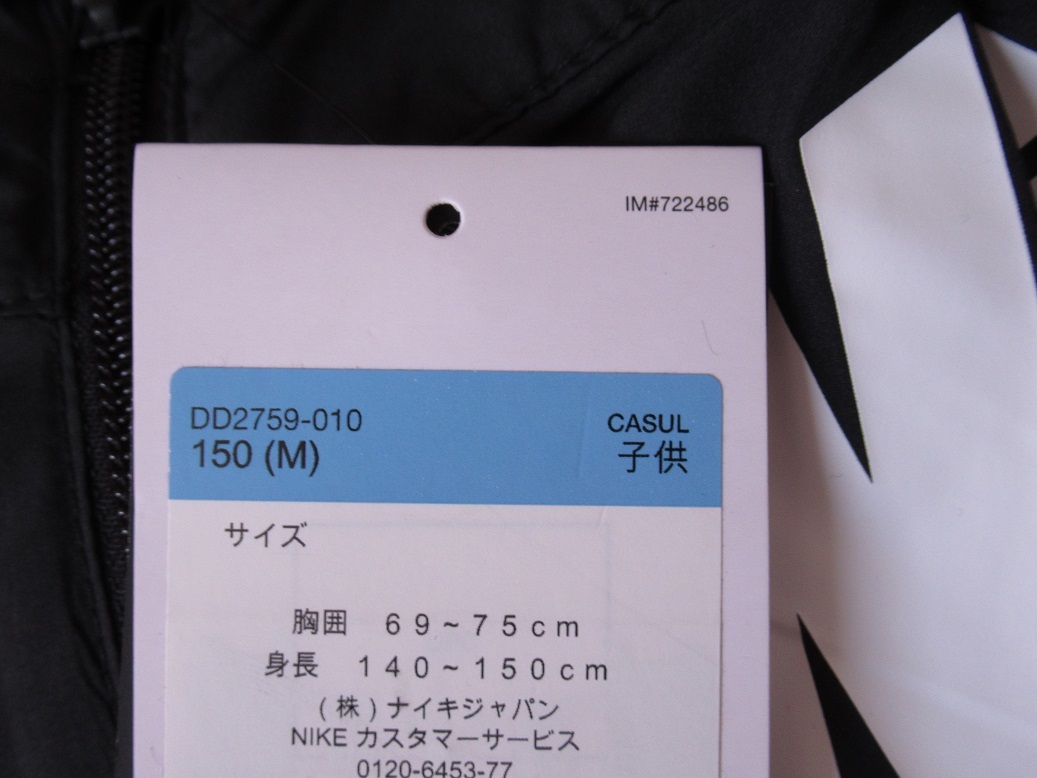 IM#722486
DD2759-010
CASUL
150 (M)
子供
サイズ
胸囲 69~75cm
身長 140~150cm
(株)ナイキジャパン
NIKE カスタマーサービス
0120-6453-77